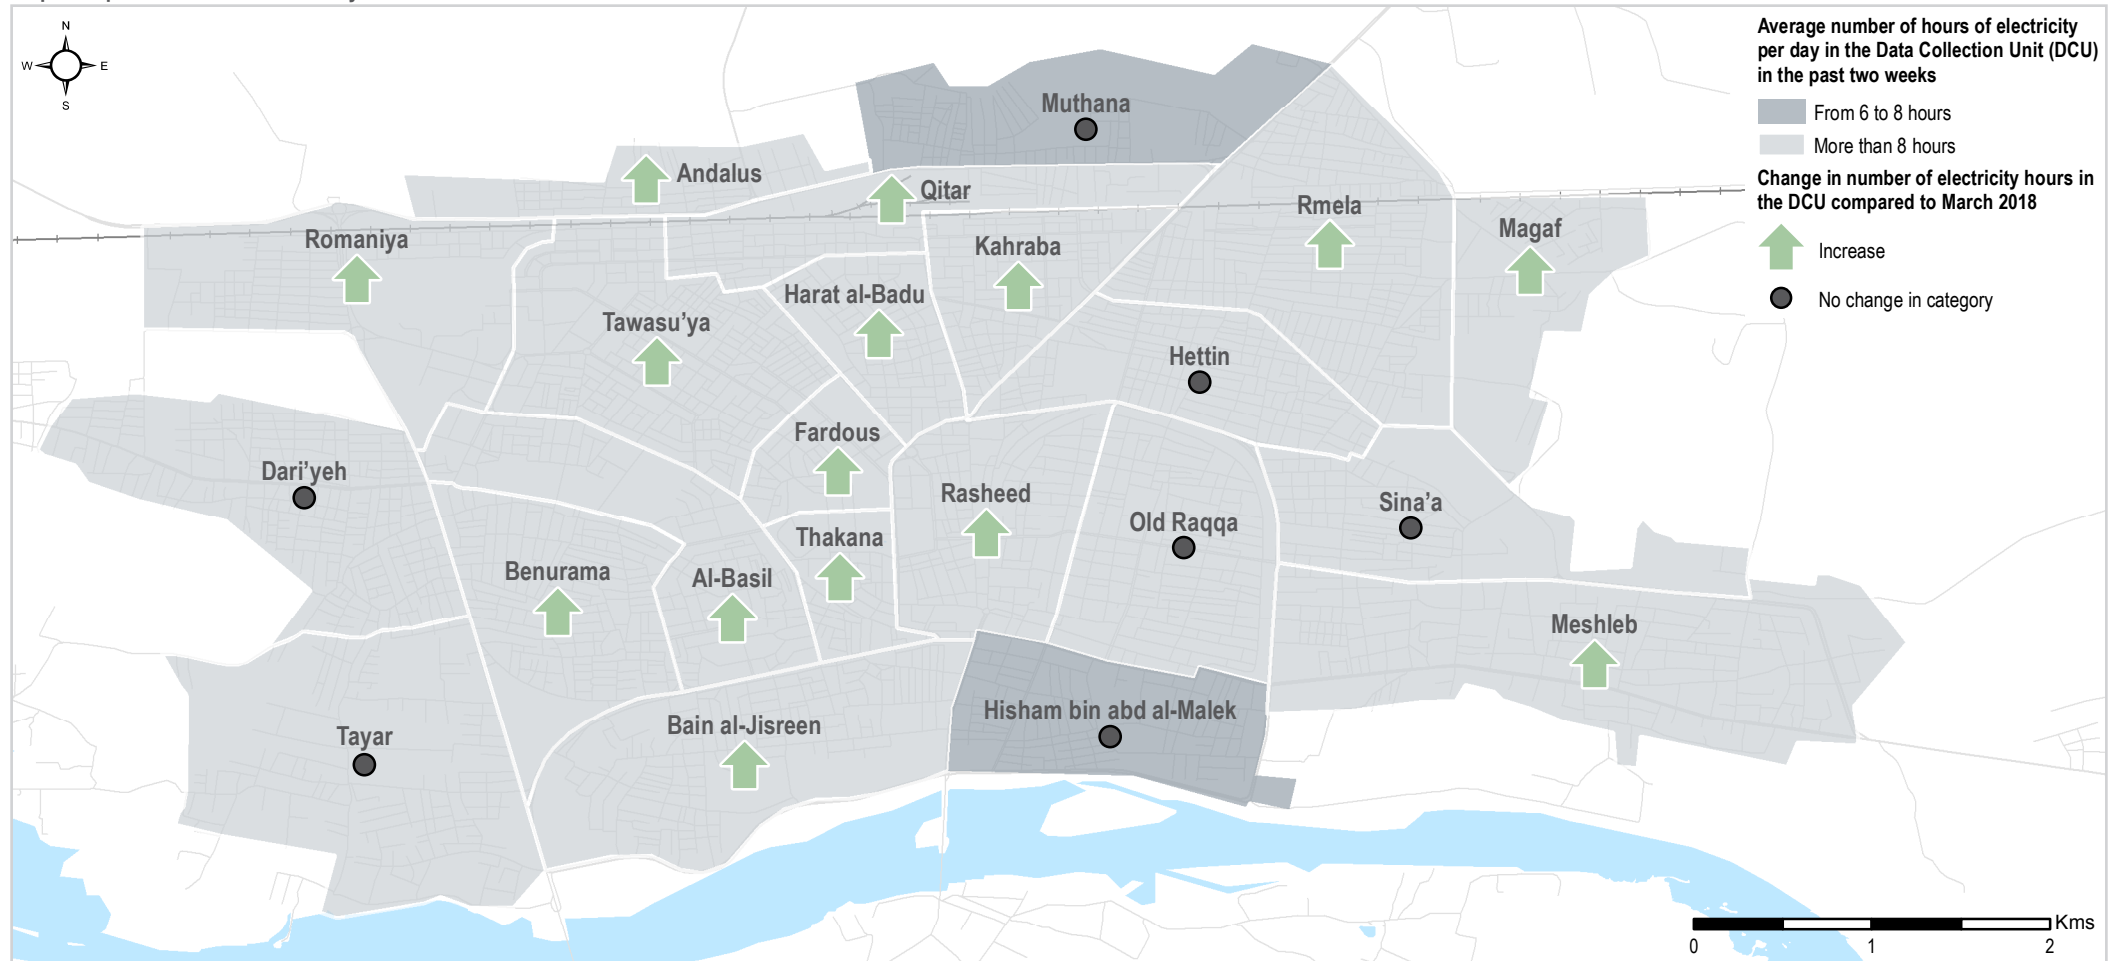 N
W
E
S
Average number of hours of electricity
per day in the Data Collection Unit (DCU)
in the past two weeks
From 6 to 8 hours
More than 8 hours
Change in number of electricity hours in
the DCU compared to March 2018
Increase
No change in category
Muthana
Andalus
Qitar
Rmela
Magaf
Romaniya
Kahraba
Harat al-Badu
Tawasu'ya
Hettin
Fardous
Dari'yeh
Rasheed
Sina'a
Old Raqqa
Thakana
Benurama
Al-Basil
Meshleb
Hisham bin abd al-Malek
Bain al-Jisreen
Tayar
Kms
0
1
2